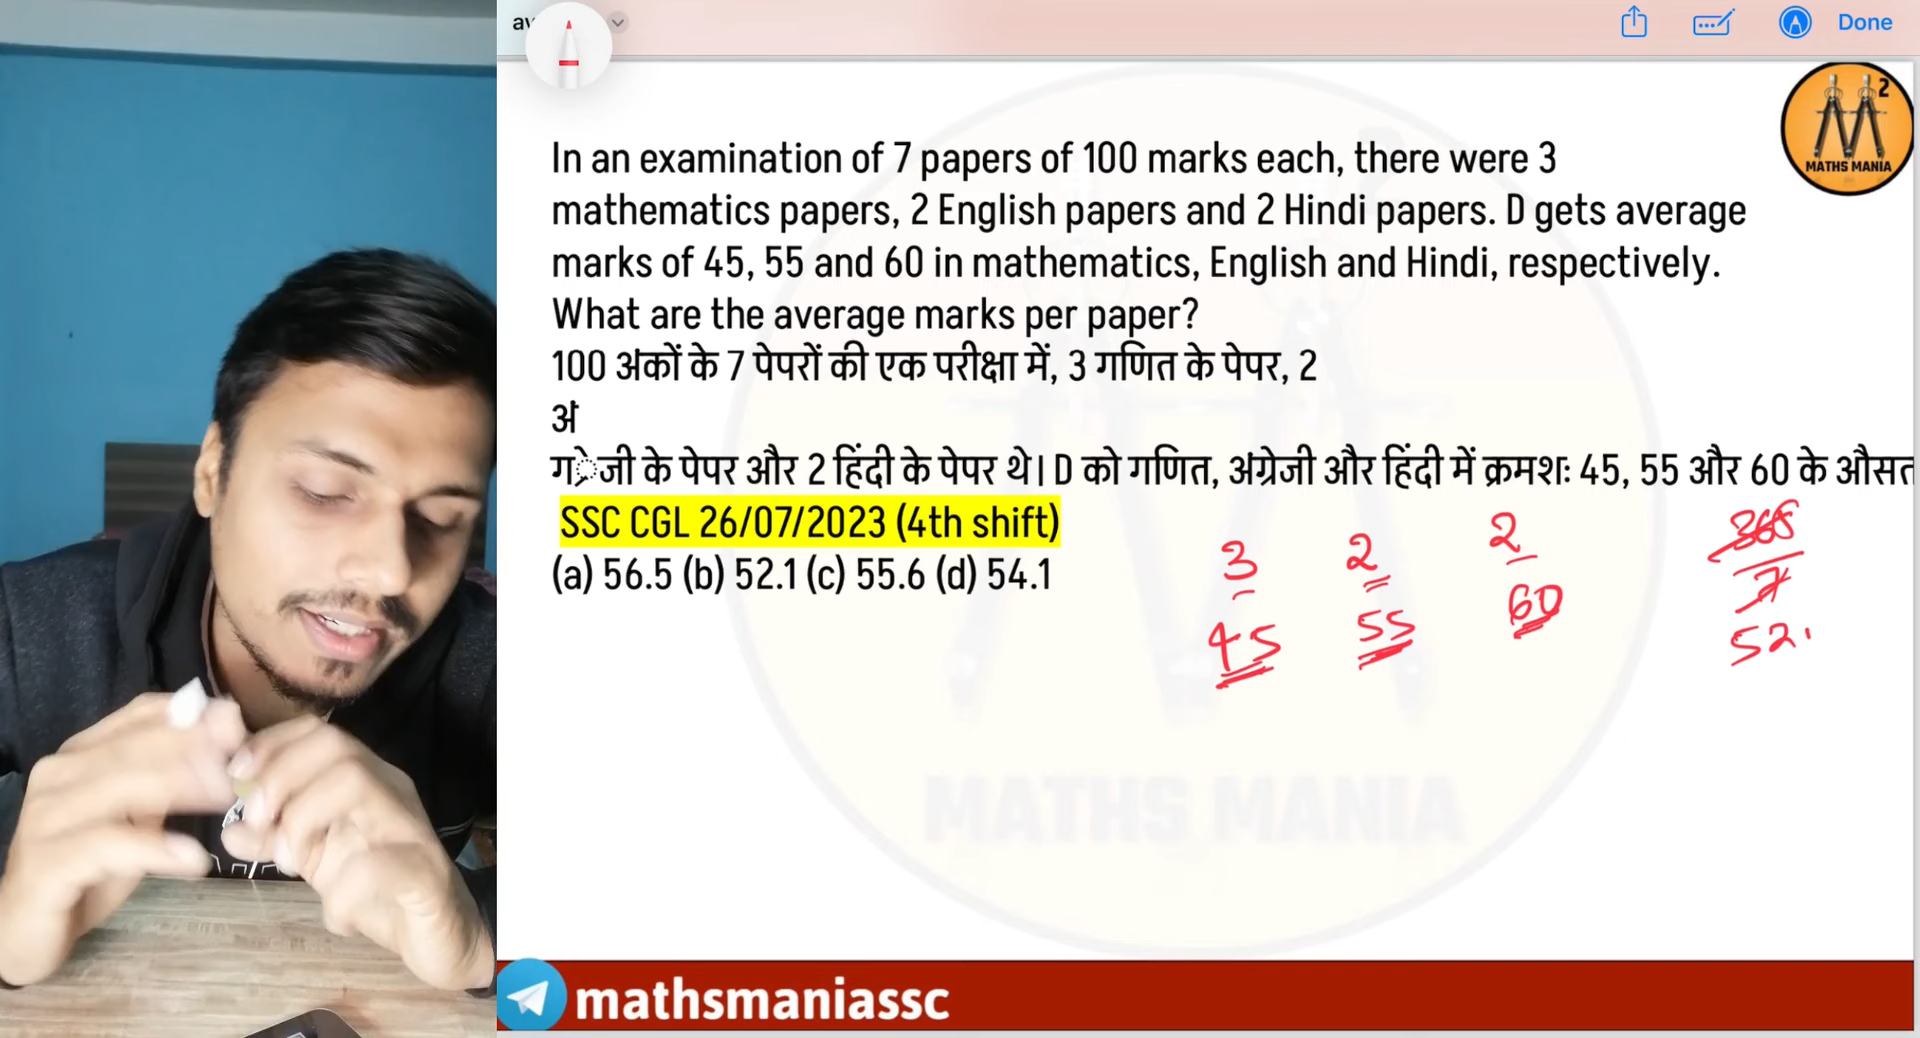 av
Done
2
MATHS MANIA
In an examination of 7 papers of 100 marks each, there were 3
mathematics papers, 2 English papers and 2 Hindi papers. D gets average
marks of 45, 55 and 60 in mathematics, English and Hindi, respectively.
What are the average marks per paper?
100 अंकों के 7 पेपरों की एक परीक्षा में, 3 गणित के पेपर, 2
अं
ग्रेजी के पेपर और 2 हिंदी के पेपर थे। D को गणित, अंग्रेजी और हिंदी में क्रमशः 45, 55 और 60 के औसत
SSC CGL 26/07/2023 (4th shift)
(a) 56.5 (b) 52.1 (c) 55.6 (d) 54.1
3 2 2 365
7
45 55 60 52.
MATHS MANIA
mathsmaniassc